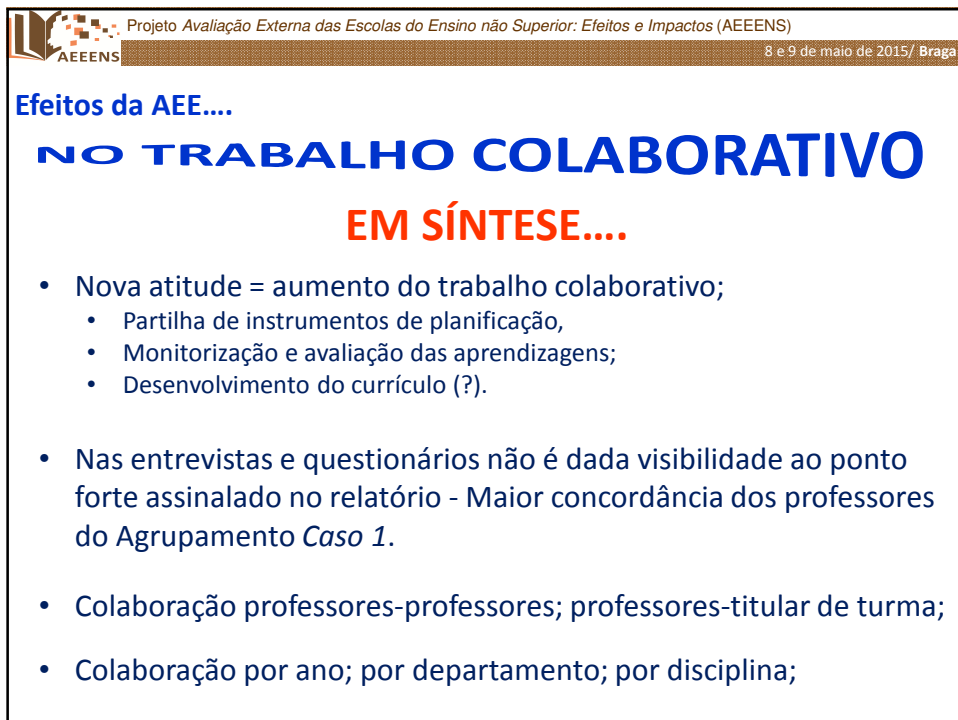 Projeto Avaliação Externa das Escolas do Ensino não Superior: Efeitos e Impactos (AEEENS)
AEEENS
8 e 9 de maio de 2015/ Braga
Efeitos da AEE….
NO TRABALHO COLABORATIVO
EM SÍNTESE….
• Nova atitude = aumento do trabalho colaborativo;
• Partilha de instrumentos de planificação,
• Monitorização e avaliação das aprendizagens;
• Desenvolvimento do currículo (?).
• Nas entrevistas e questionários não é dada visibilidade ao ponto
forte assinalado no relatório - Maior concordância dos professores
do Agrupamento Caso 1.
• Colaboração professores-professores; professores-titular de turma;
• Colaboração por ano; por departamento; por disciplina;